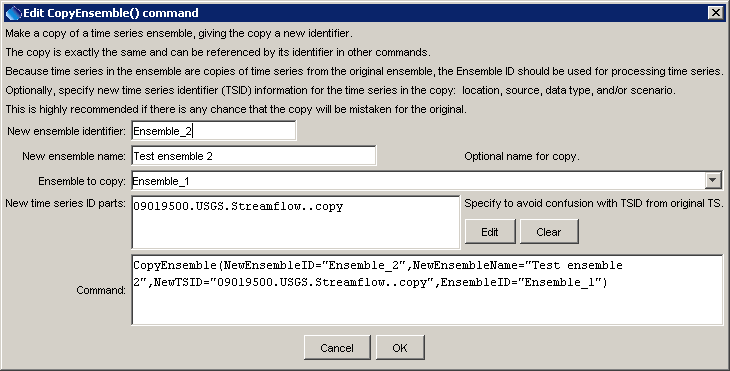 Edit CopyEnsemble() command
Make a copy of a time series ensemble, giving the copy a new identifier.
The copy is exactly the same and can be referenced by its identifier in other commands.
Because time series in the ensemble are copies of time series from the original ensemble, the Ensemble ID should be used for processing time series.
Optionally, specify new time series identifier (TSID) information for the time series in the copy: location, source, data type, and/or scenario.
This is highly recommended if there is any chance that the copy will be mistaken for the original.
New ensemble identifier: Ensemble_2
New ensemble name: Test ensemble 2 Optional name for copy.
Ensemble to copy: Ensemble_1
New time series ID parts: 09019500.USGS.Streamflow..copy Specify to avoid confusion with TSID from original TS.
Edit Clear
CopyEnsemble(NewEnsembleID="Ensemble_2",NewEnsembleName="Test ensemble
2",NewTSID="09019500.USGS.Streamflow..copy",EnsembleID="Ensemble_1")
Command:
Cancel OK